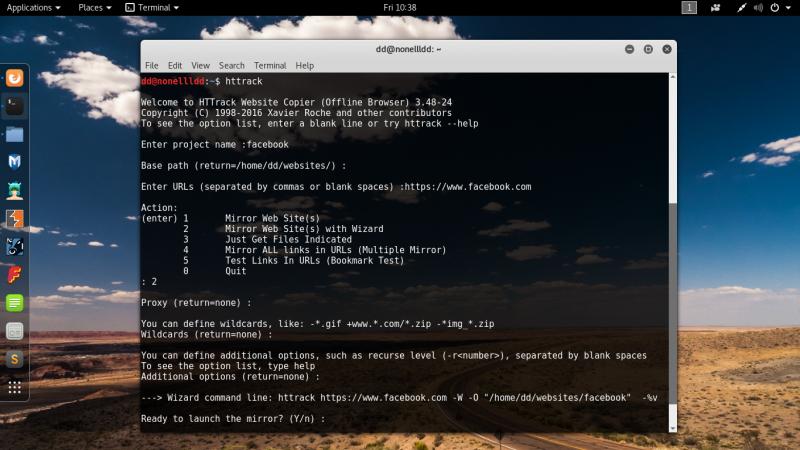 Applications Places Terminal Fri 10:38 1
dd@nonellldd: ~
File Edit View Search Terminal Help
dd@nonellldd:~$ httrack
Welcome to HTTrack Website Copier (Offline Browser) 3.48-24
Copyright (C) 1998-2016 Xavier Roche and other contributors
To see the option list, enter a blank line or try httrack --help
Enter project name :facebook
Base path (return=/home/dd/websites/) :
Enter URLs (separated by commas or blank spaces) :https://www.facebook.com
Action:
(enter) 1 Mirror Web Site(s)
2 Mirror Web Site(s) with Wizard
3 Just Get Files Indicated
4 Mirror ALL links in URLs (Multiple Mirror)
5 Test Links In URLs (Bookmark Test)
0 Quit
: 2
Proxy (return=none) :
You can define wildcards, like: -*.gif +www.*.com/*.zip -*img_*.zip
Wildcards (return=none) :
You can define additional options, such as recurse level (-r<number>), separated by blank spaces
To see the option list, type help
Additional options (return=none) :
---> Wizard command line: httrack https://www.facebook.com -W -O "/home/dd/websites/facebook" -%v
Ready to launch the mirror? (Y/n) :